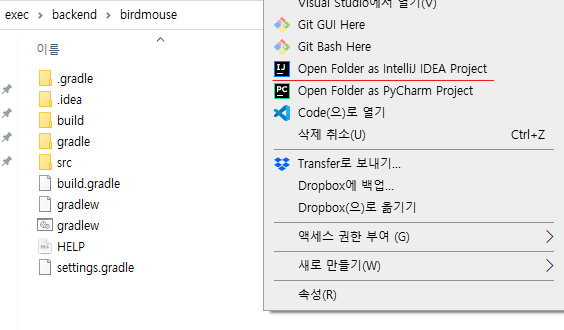 exec > backend > birdmouse
이름
.gradle
.idea
build
gradle
src
build.gradle
gradlew
gradlew
HELP
settings.gradle
Visual Studio에서 열기(V)
Git GUI Here
Git Bash Here
Open Folder as IntelliJ IDEA Project
Open Folder as PyCharm Project
Code(으)로 열기
삭제 취소(U) Ctrl+Z
Transfer로 보내기...
Dropbox에 백업...
Dropbox(으)로 옮기기
액세스 권한 부여 (G)
새로 만들기(W)
속성(R)